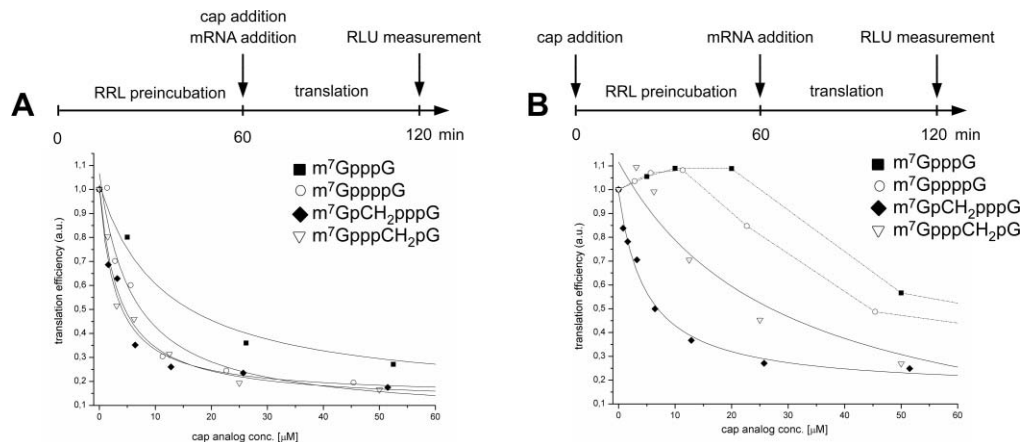 cap addition
mRNA addition
RLU measurement
A
RRL preincubation
translation
0
60
120 min
m⁷GpppG
m⁷GppppG
m⁷GpCH₂pppG
m⁷GpppCH₂pG
translation efficiency (a.u.)
1,1
1,0
0,9
0,8
0,7
0,6
0,5
0,4
0,3
0,2
0,1
0 10 20 30 40 50 60
cap analog conc. [µM]
cap addition
mRNA addition
RLU measurement
B
RRL preincubation
translation
0
60
120 min
m⁷GpppG
m⁷GppppG
m⁷GpCH₂pppG
m⁷GpppCH₂pG
translation efficiency (a.u.)
1,1
1,0
0,9
0,8
0,7
0,6
0,5
0,4
0,3
0,2
0,1
0 10 20 30 40 50 60
cap analog conc. [µM]